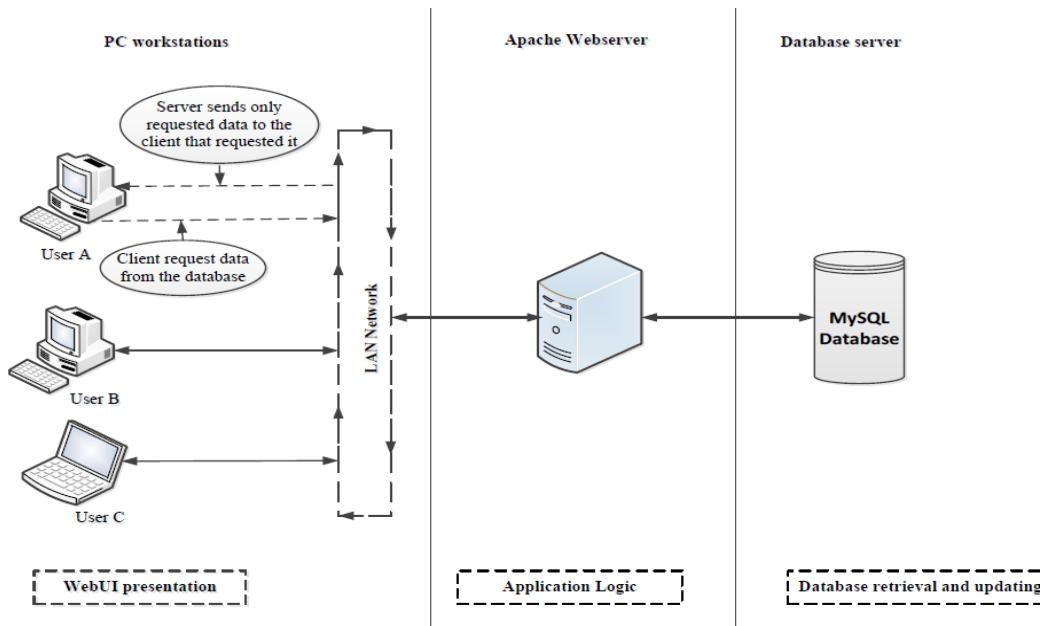 PC workstations
Apache Webserver
Database server
Server sends only
requested data to the
client that requested it
User A
Client request data
from the database
User B
User C
LAN Network
MySQL
Database
WebUI presentation
Application Logic
Database retrieval and updating